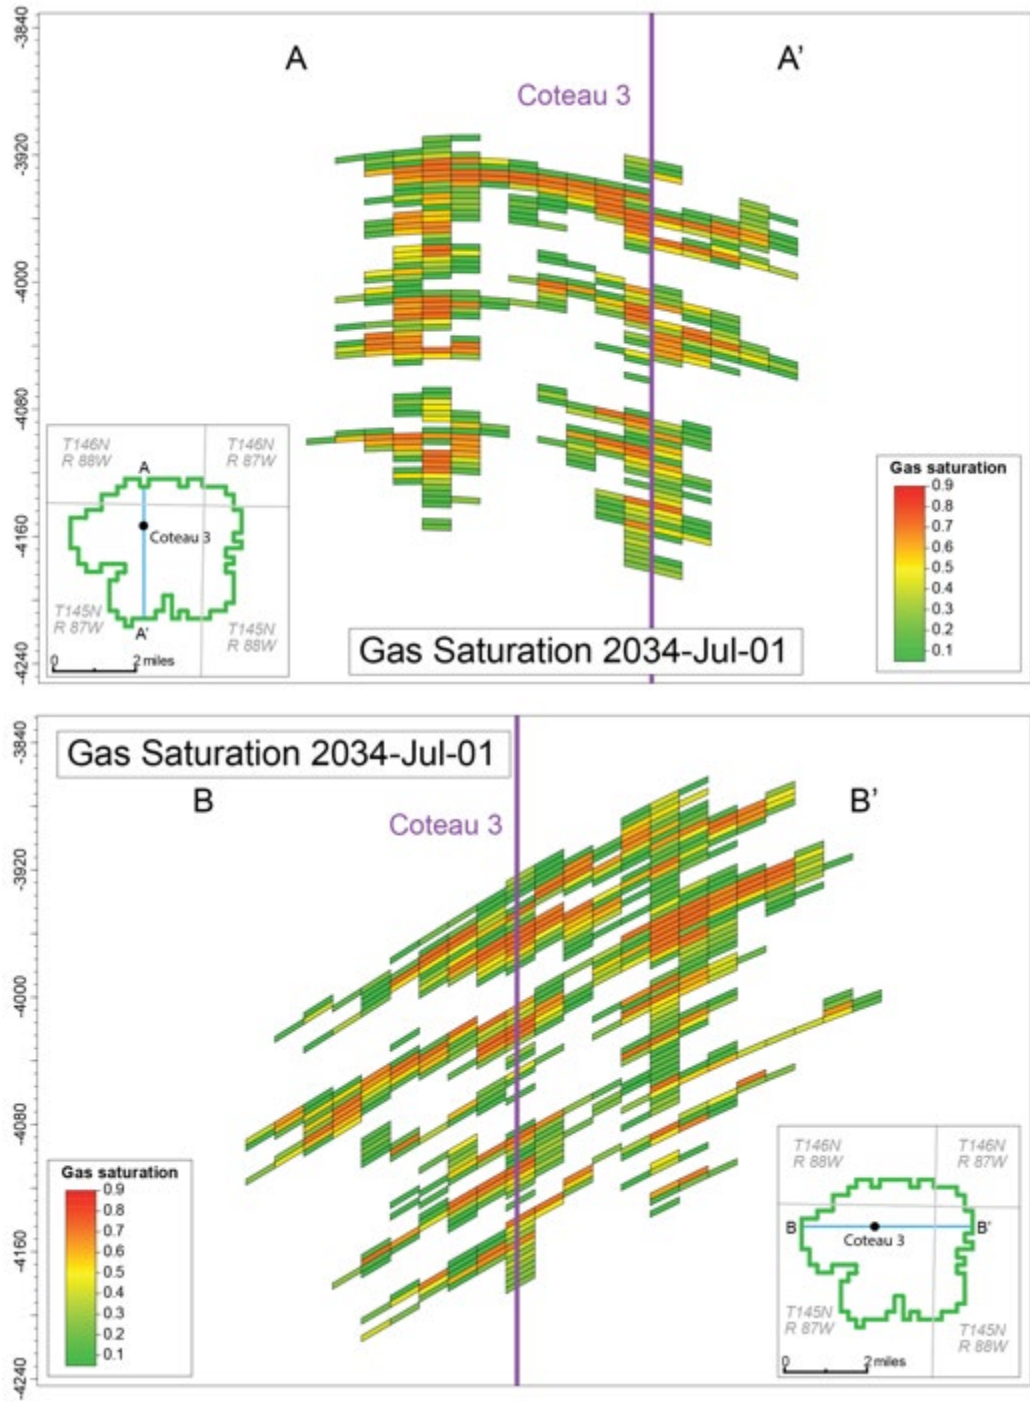 -3840
-3920
-4000
-4080
-4160
-4240
A
A'
Coteau 3
T146N
R 88W
T146N
R 87W
A
Coteau 3
T145N
R 87W
A'
T145N
R 88W
0
2 miles
Gas Saturation 2034-Jul-01
Gas saturation
0.9
0.8
0.7
0.6
0.5
0.4
0.3
0.2
0.1
-3840
-3920
-4000
-4080
-4160
-4240
Gas Saturation 2034-Jul-01
B
B'
Coteau 3
Gas saturation
0.9
0.8
0.7
0.6
0.5
0.4
0.3
0.2
0.1
T146N
R 88W
T146N
R 87W
B
B'
Coteau 3
T145N
R 87W
T145N
R 88W
0
2 miles